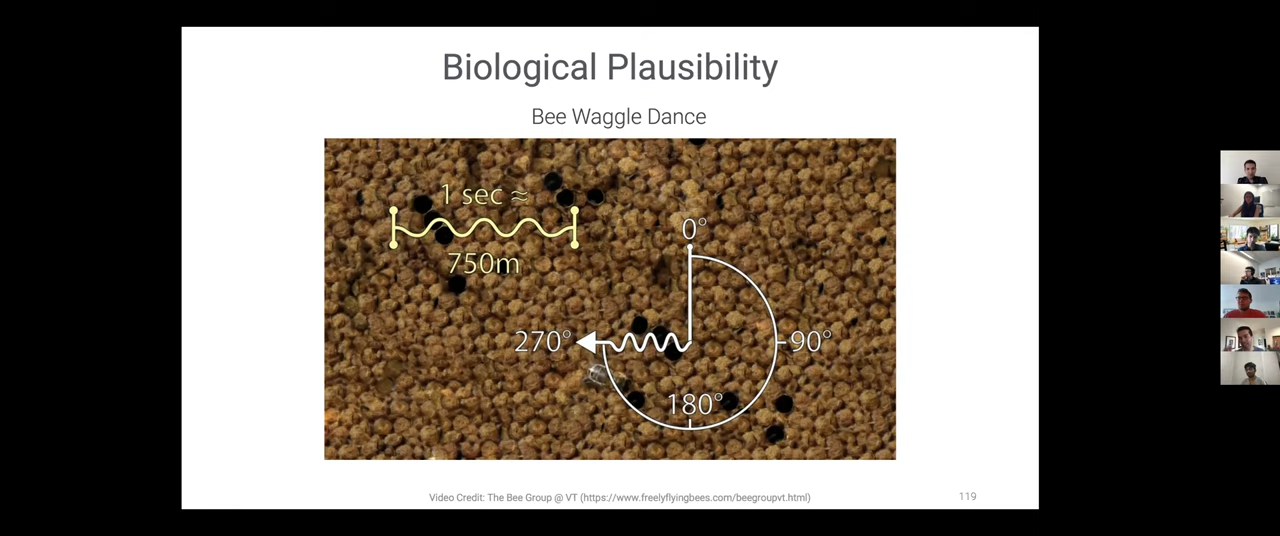 Biological Plausibility
Bee Waggle Dance
1 sec ≈
750m
0°
270°
90°
180°
Video Credit: The Bee Group @ VT (https://www.freelyflyingbees.com/beegroupvt.html)
119